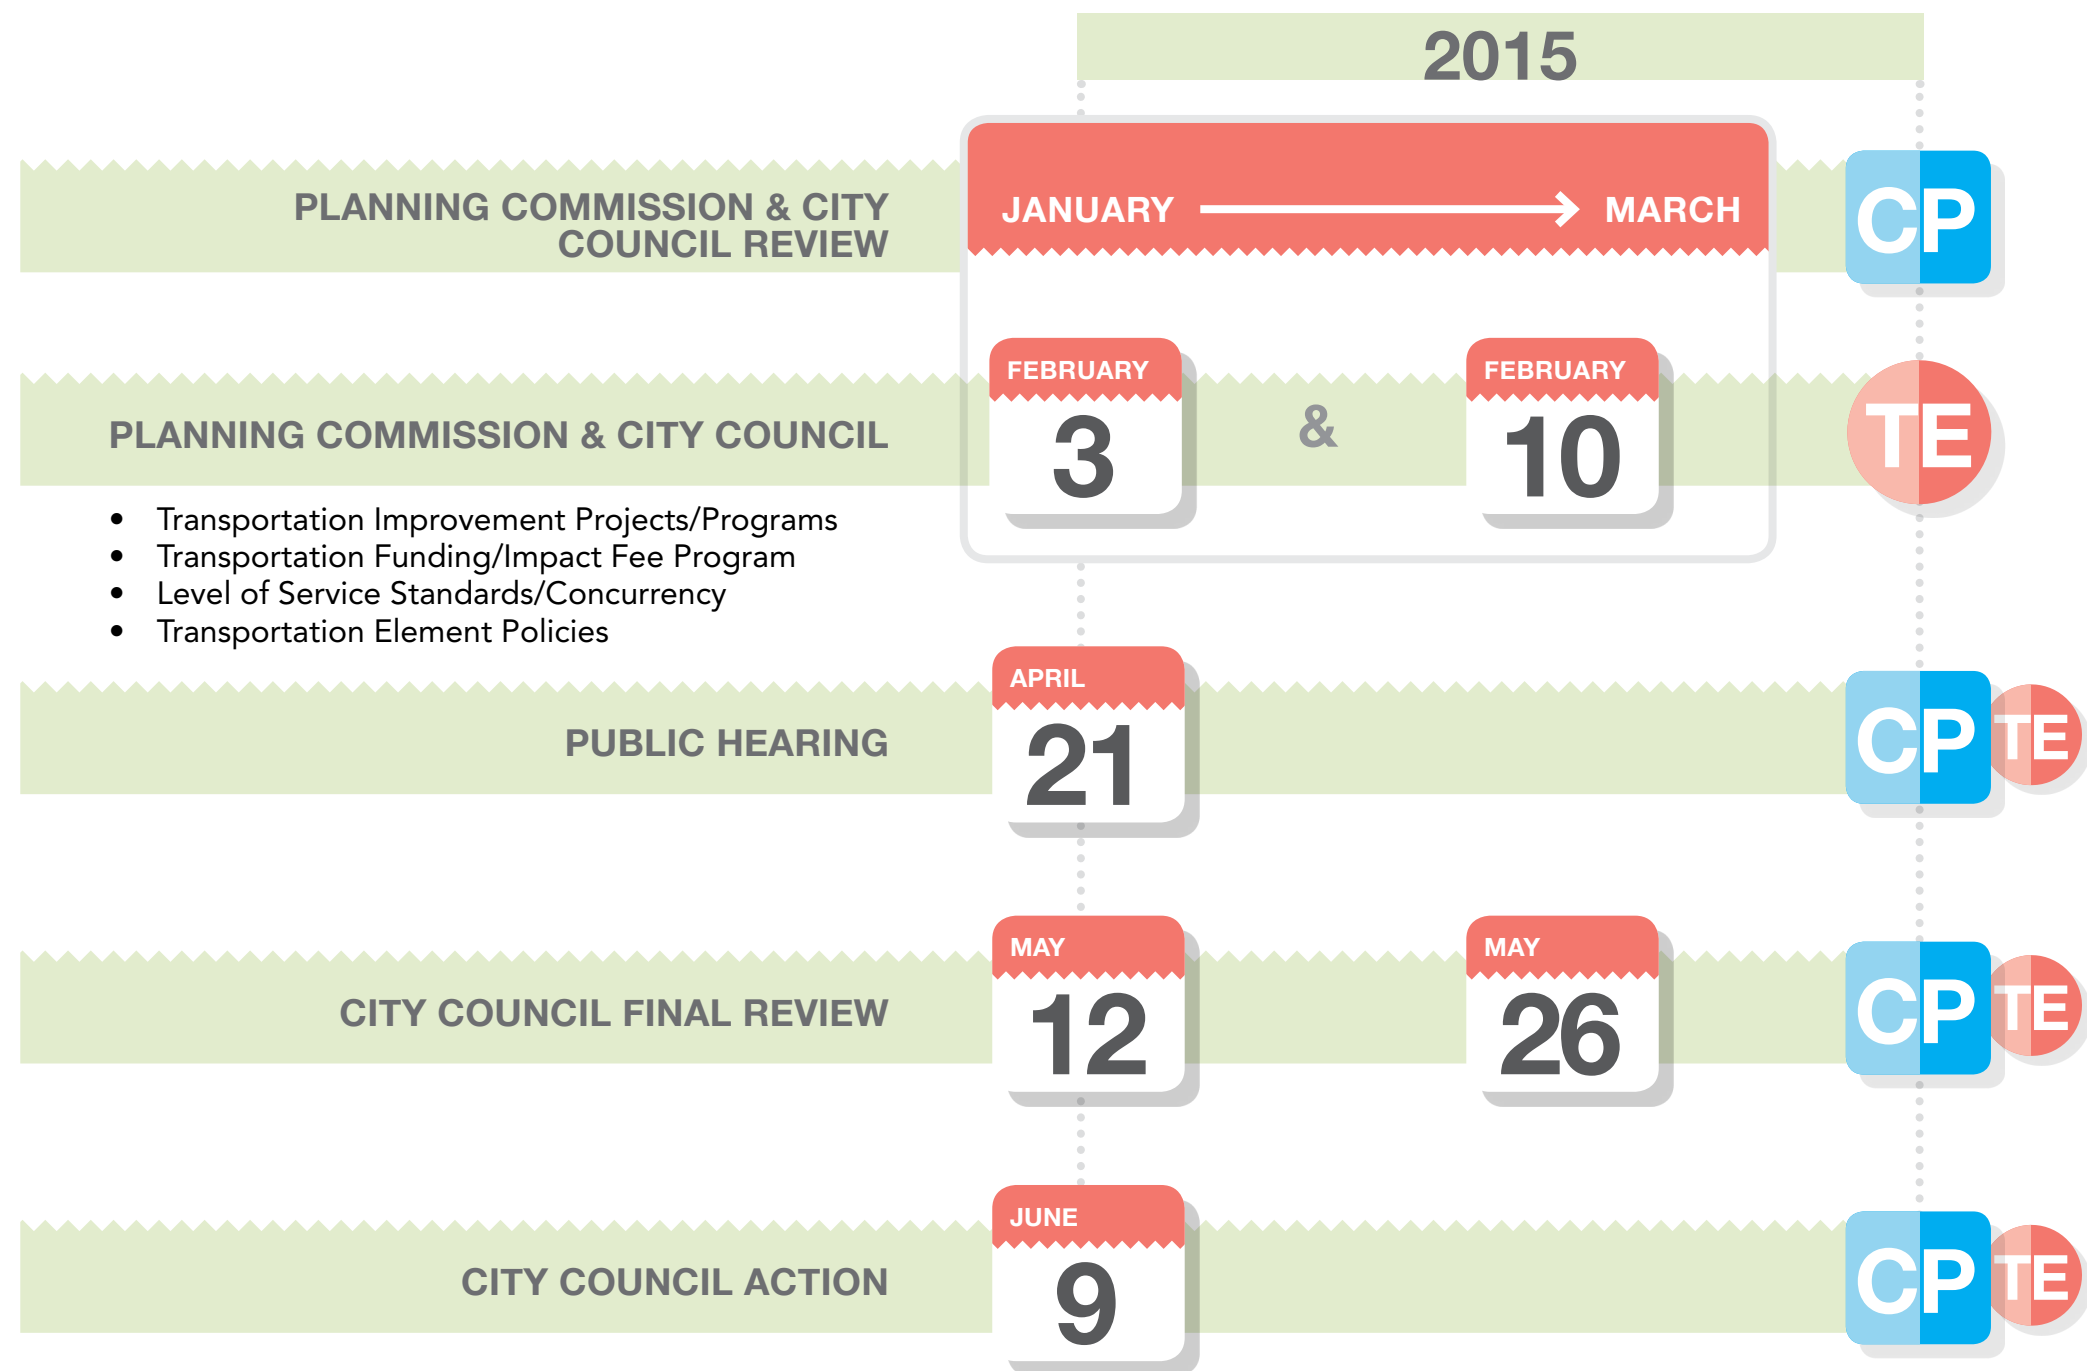 2015
PLANNING COMMISSION & CITY
COUNCIL REVIEW
JANUARY
MARCH
CP
PLANNING COMMISSION & CITY COUNCIL
FEBRUARY
3
&
FEBRUARY
10
TE
• Transportation Improvement Projects/Programs
• Transportation Funding/Impact Fee Program
• Level of Service Standards/Concurrency
• Transportation Element Policies
PUBLIC HEARING
APRIL
21
CP
TE
CITY COUNCIL FINAL REVIEW
MAY
12
MAY
26
CP
TE
CITY COUNCIL ACTION
JUNE
9
CP
TE